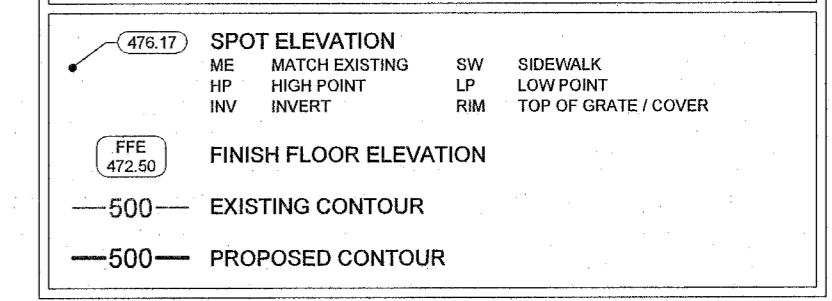 476.17 SPOT ELEVATION
ME MATCH EXISTING SW SIDEWALK
HP HIGH POINT LP LOW POINT
INV INVERT RIM TOP OF GRATE / COVER
FFE
472.50 FINISH FLOOR ELEVATION
500 EXISTING CONTOUR
500 PROPOSED CONTOUR